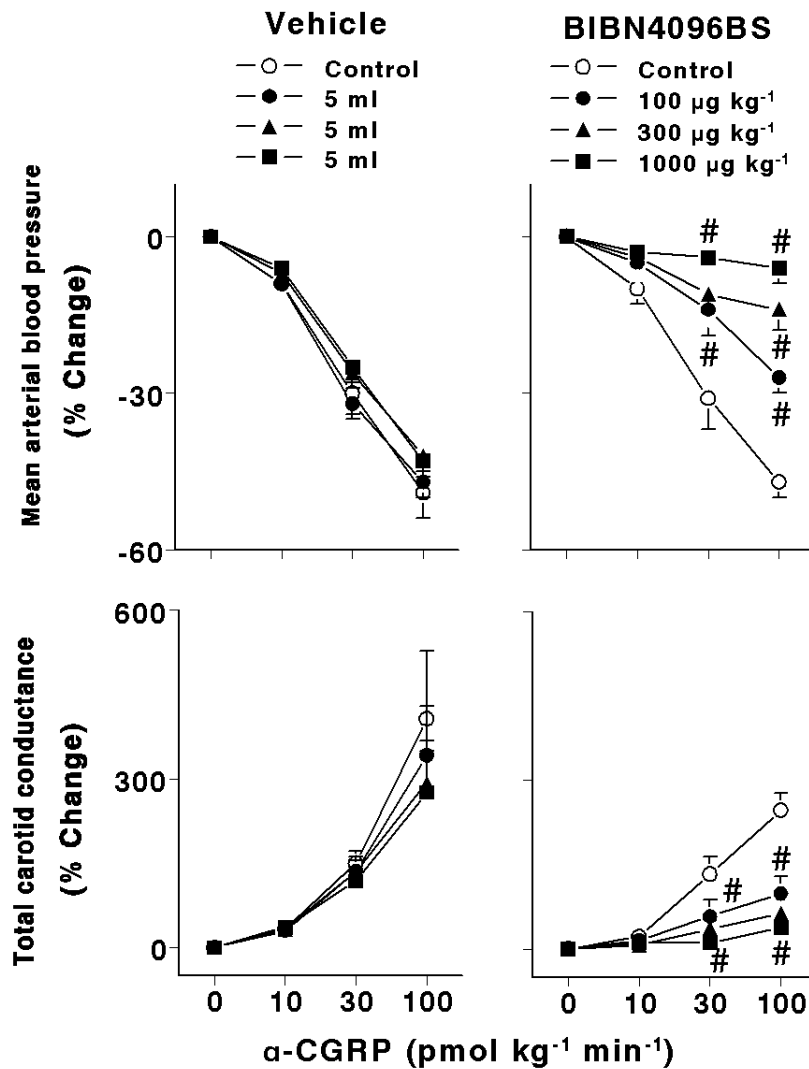 Vehicle
Control
5 ml
5 ml
5 ml
BIBN4096BS
Control
100 µg kg⁻¹
300 µg kg⁻¹
1000 µg kg⁻¹
Mean arterial blood pressure
(% Change)
0
-30
-60
# #
# #
#
Total carotid conductance
(% Change)
600
300
0
# #
# #
0 10 30 100
0 10 30 100
α-CGRP (pmol kg⁻¹ min⁻¹)